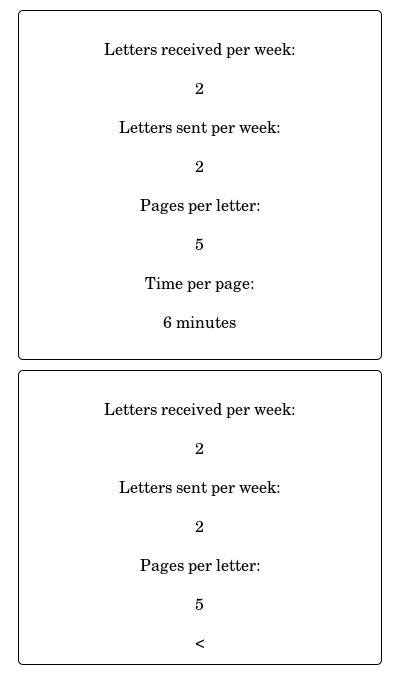 Letters received per week:
2
Letters sent per week:
2
Pages per letter:
5
Time per page:
6 minutes
Letters received per week:
2
Letters sent per week:
2
Pages per letter:
5
<